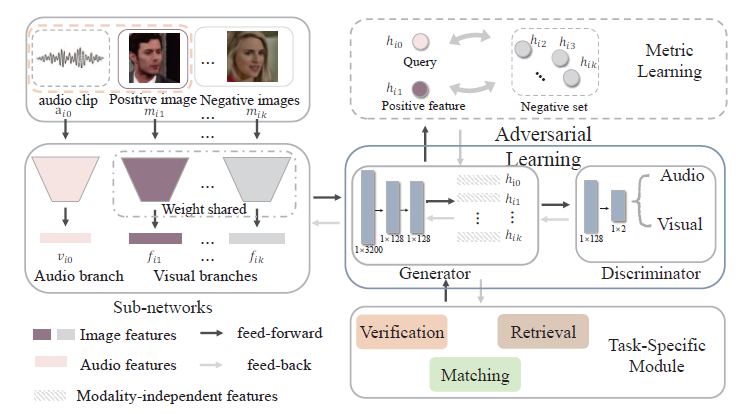 audio clip
Positive image
Negative images
...
a_{i0}
m_{i1}
...
m_{ik}
...
...
Weight shared
v_{i0}
f_{i1}
...
f_{ik}
Audio branch
Visual branches
...
Sub-networks
Image features
feed-forward
Audio features
feed-back
Modality-independent features
h_{i0}
Query
h_{i1}
Positive feature
h_{i2}
h_{i3}
h_{ik}
Negative set
Metric
Learning
Adversarial
Learning
1×3200
1×128
1×128
h_{i0}
h_{i1}
h_{ik}
Generator
1×128
1×2
Audio
Visual
Discriminator
Verification
Retrieval
Matching
Task-Specific
Module